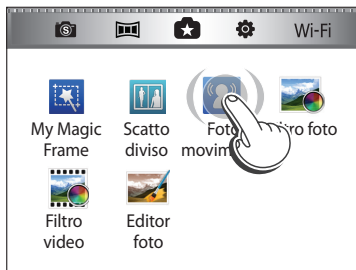 Wi-Fi
My Magic Frame
Scatto diviso
Foto
foto
Filtro video
Editor foto